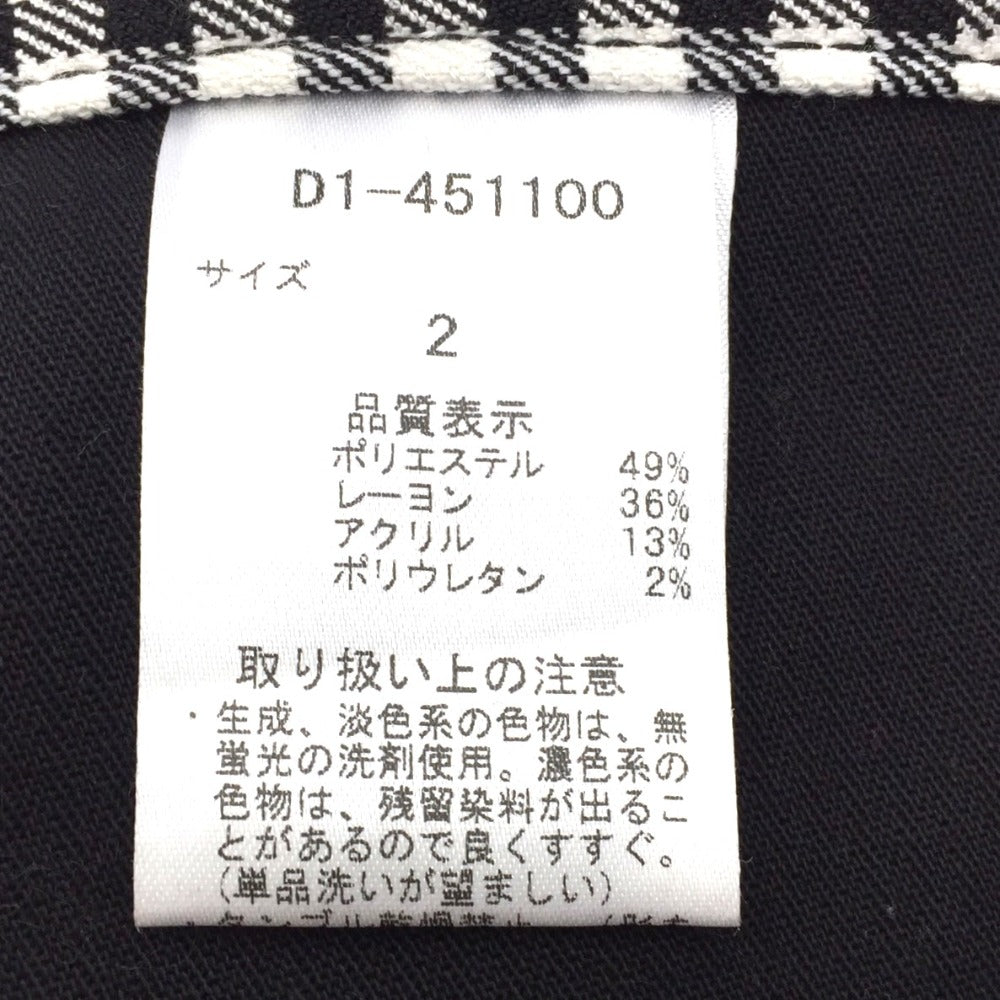 D1-451100
サイズ
2
品質表示
ポリエステル 49%
レーヨン 36%
アクリル 13%
ポリウレタン 2%
取り扱い上の注意
・生成、淡色系の色物は、無
蛍光の洗剤使用。濃色系の
色物は、残留染料が出るこ
とがあるので良くすすぐ。
(単品洗いが望ましい)